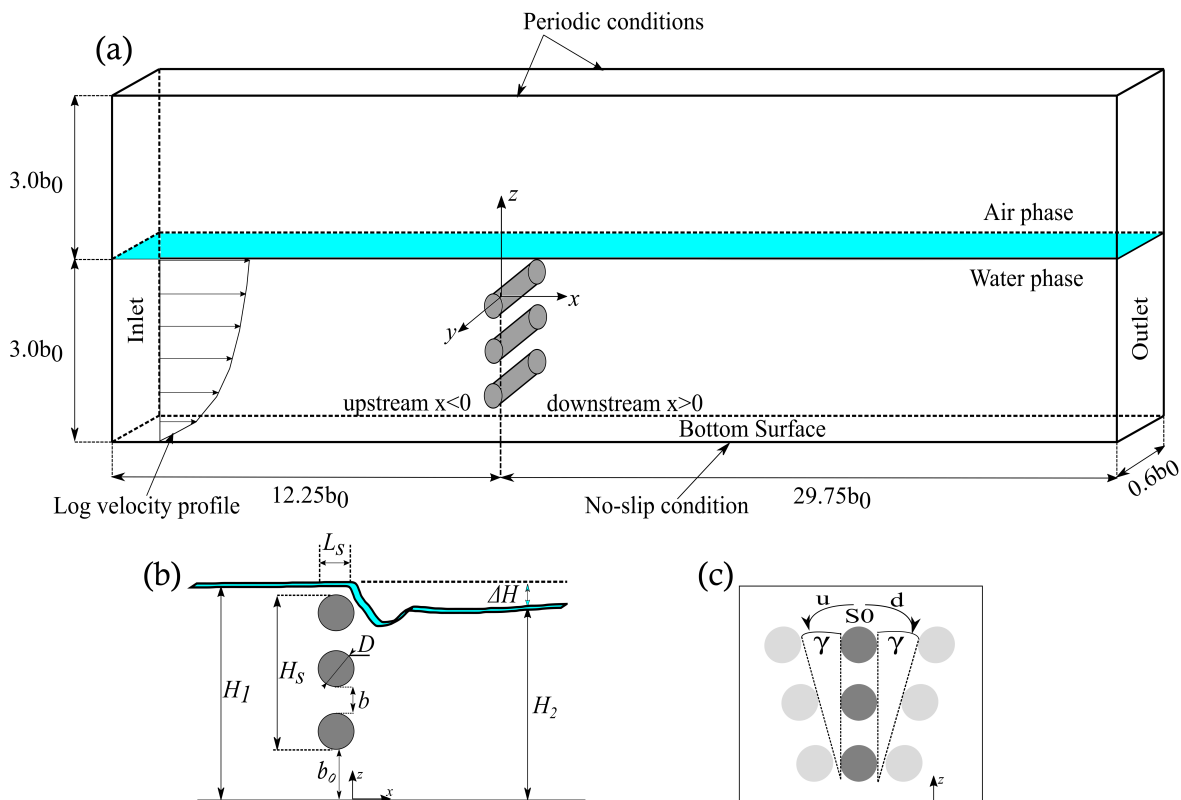 Periodic conditions
(a)
3.0b0
z
Air phase
Water phase
Inlet
x
Outlet
3.0b0
y
upstream x<0
downstream x>0
Bottom Surface
12.25b0
29.75b0
0.6b0
Log velocity profile
No-slip condition
(b)
Ls
ΔH
D
Hs
H1
b
H2
b0
z
x
(c)
u
d
S0
γ
γ
z